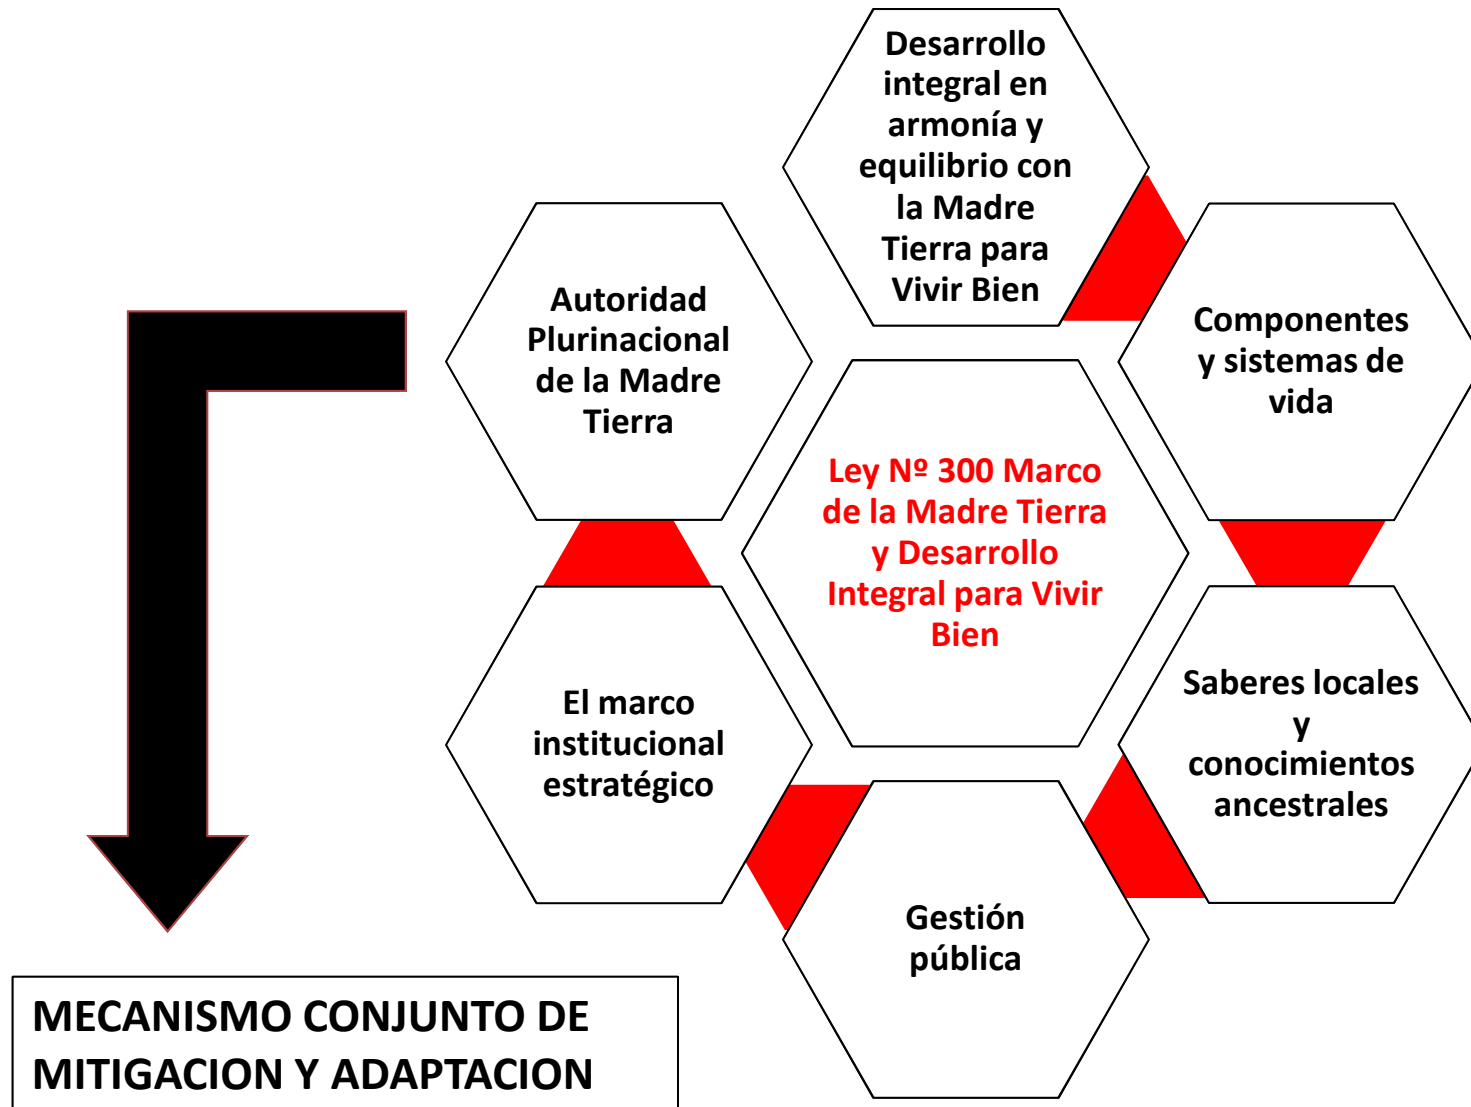 Desarrollo
integral en
armonía y
equilibrio con
la Madre
Tierra para
Vivir Bien
Autoridad
Plurinacional
de la Madre
Tierra
Componentes
y sistemas de
vida
Ley Nº 300 Marco
de la Madre Tierra
y Desarrollo
Integral para Vivir
Bien
El marco
institucional
estratégico
Saberes locales
y
conocimientos
ancestrales
Gestión
pública
MECANISMO CONJUNTO DE
MITIGACION Y ADAPTACION